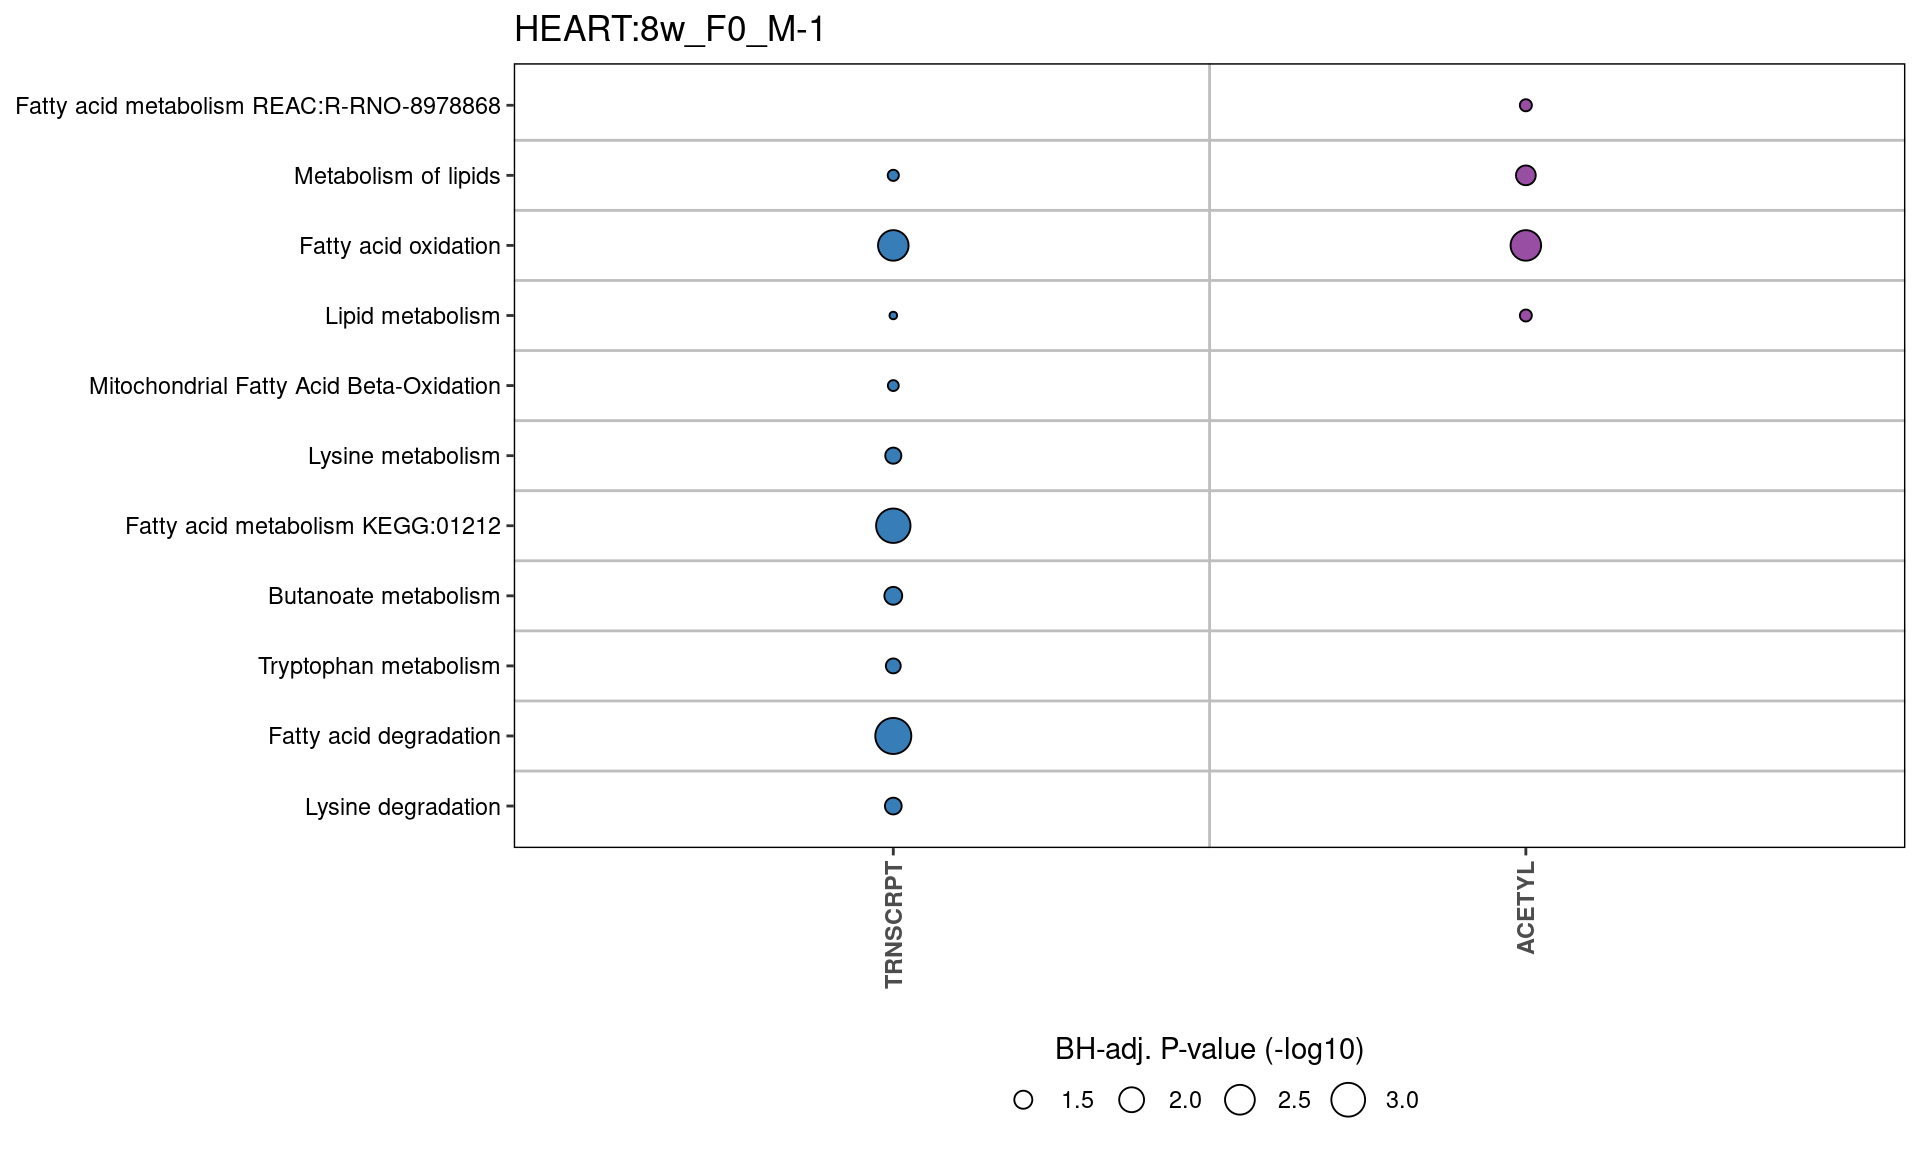 HEART:8w_F0_M-1
Fatty acid metabolism REAC:R-RNO-8978868
Metabolism of lipids
Fatty acid oxidation
Lipid metabolism
Mitochondrial Fatty Acid Beta-Oxidation
Lysine metabolism
Fatty acid metabolism KEGG:01212
Butanoate metabolism
Tryptophan metabolism
Fatty acid degradation
Lysine degradation
TRNSCRPT
ACETYL
BH-adj. P-value (-log10)
1.5 2.0 2.5 3.0